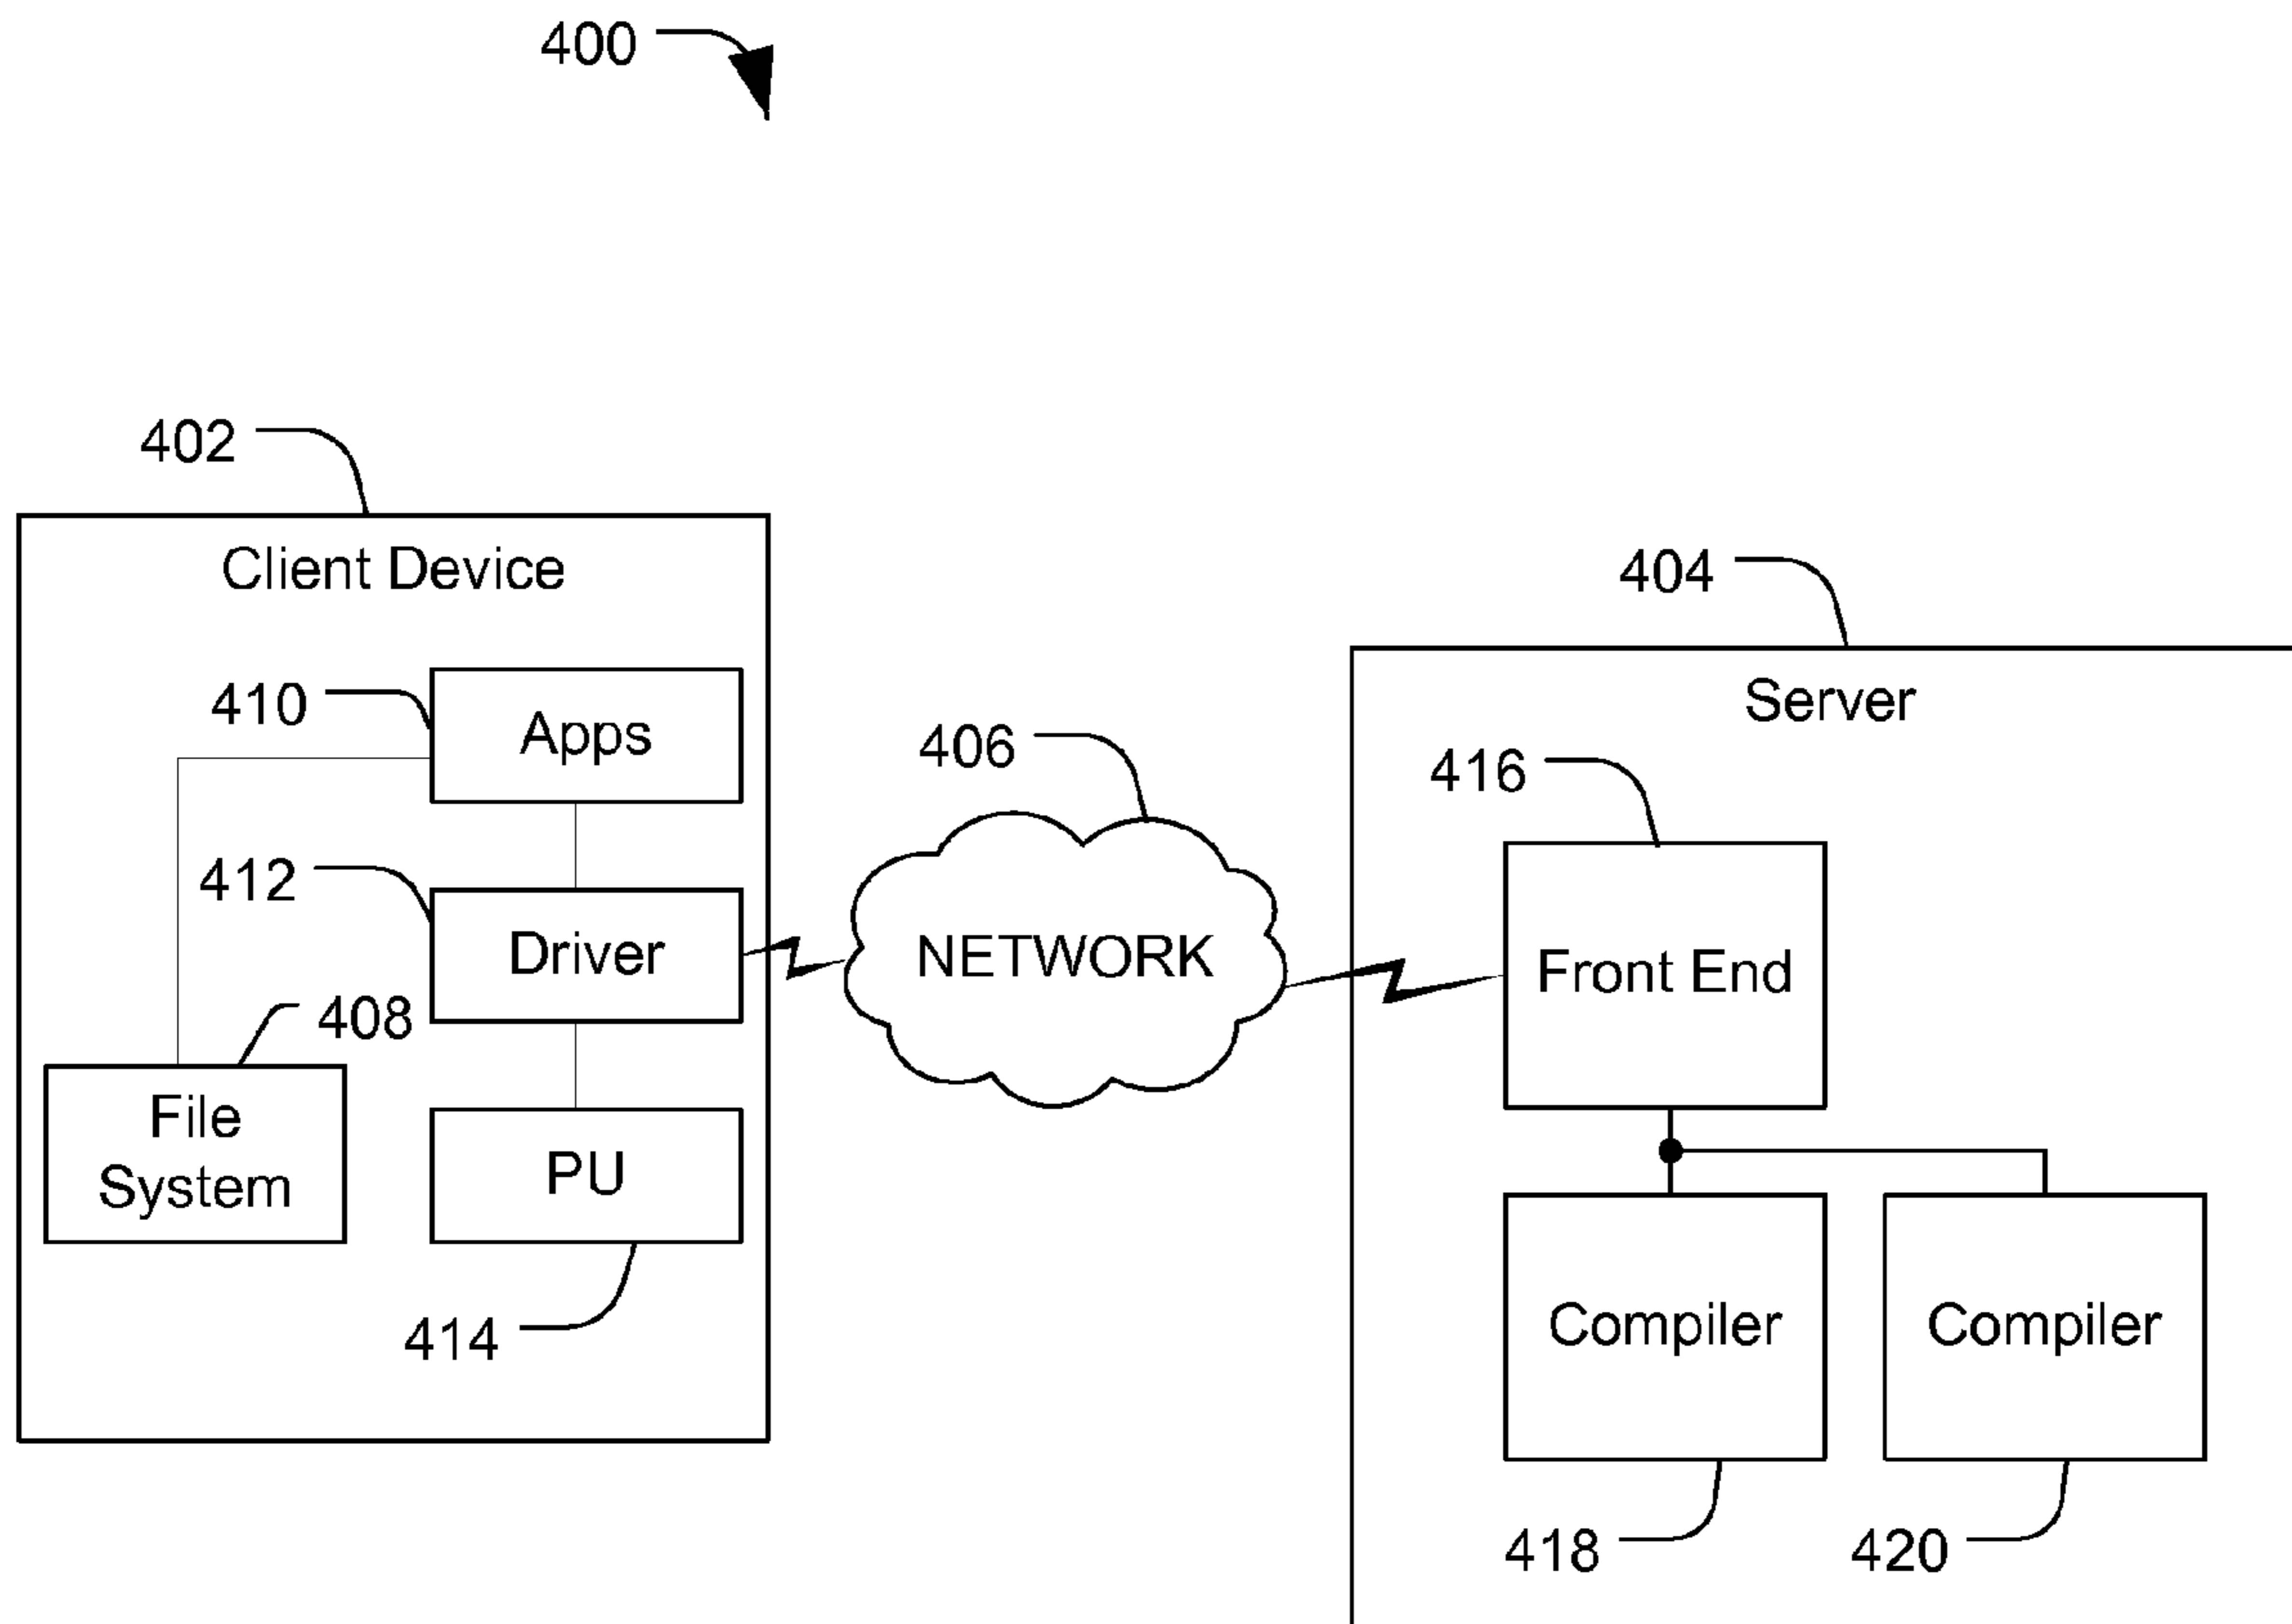 400
402
Client Device
410
Apps
412
Driver
408
File
System
PU
414
406
NETWORK
404
Server
416
Front End
Compiler
Compiler
418
420